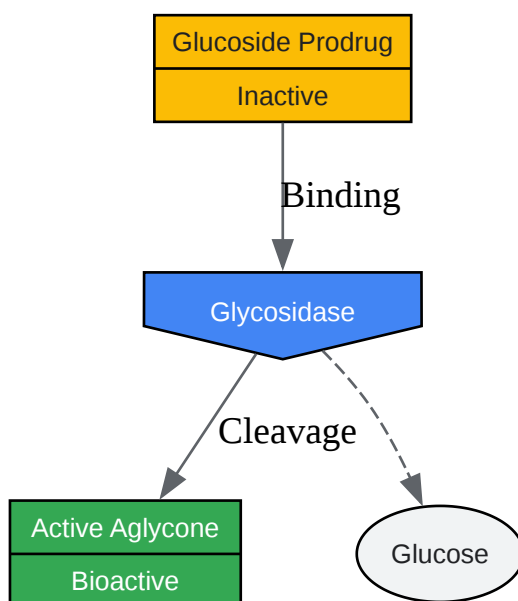 Glucoside Prodrug
Inactive
Binding
Glycosidase
Cleavage
Active Aglycone
Bioactive
Glucose